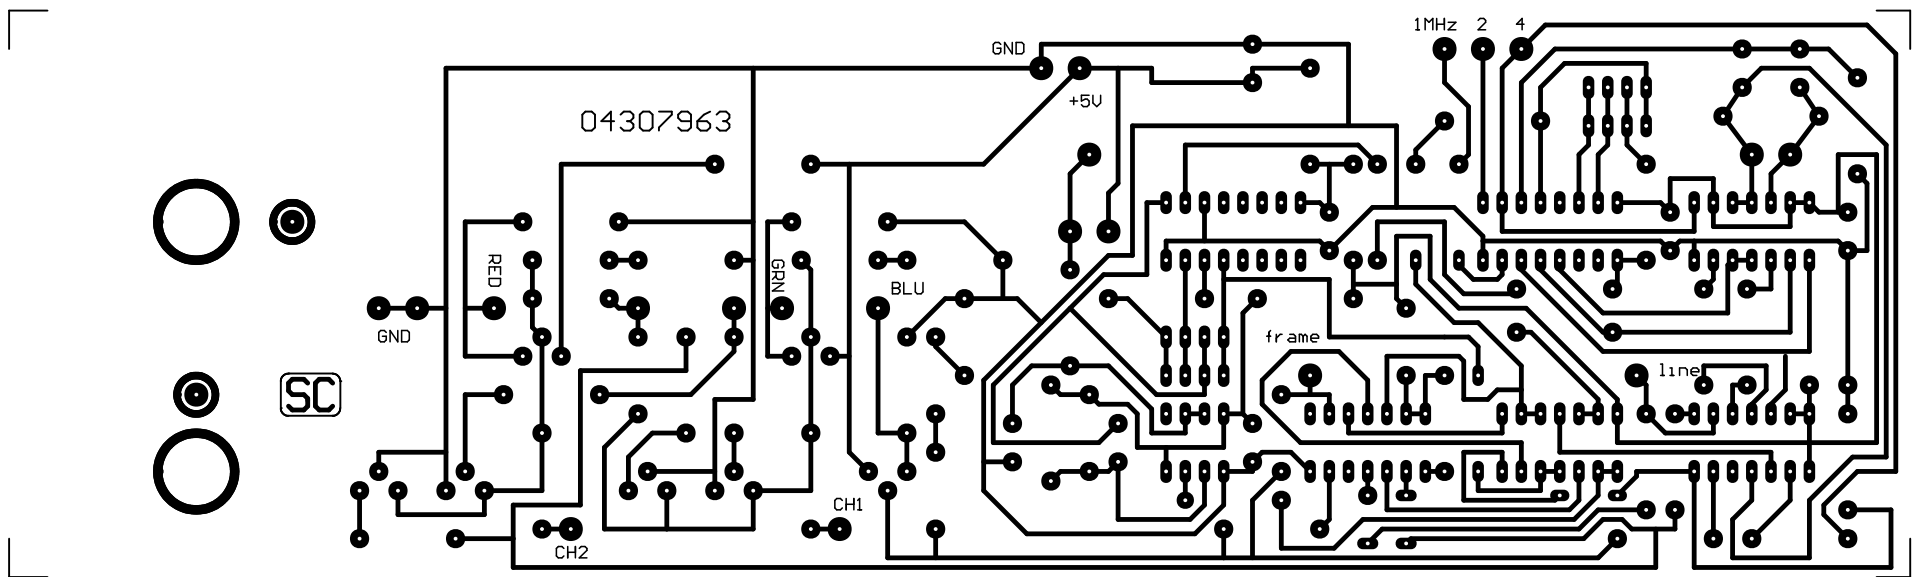 1MHz 2 4
GND
+5V
04307963
RED
GRN
BLU
GND
frame
line
SC
CH1
CH2